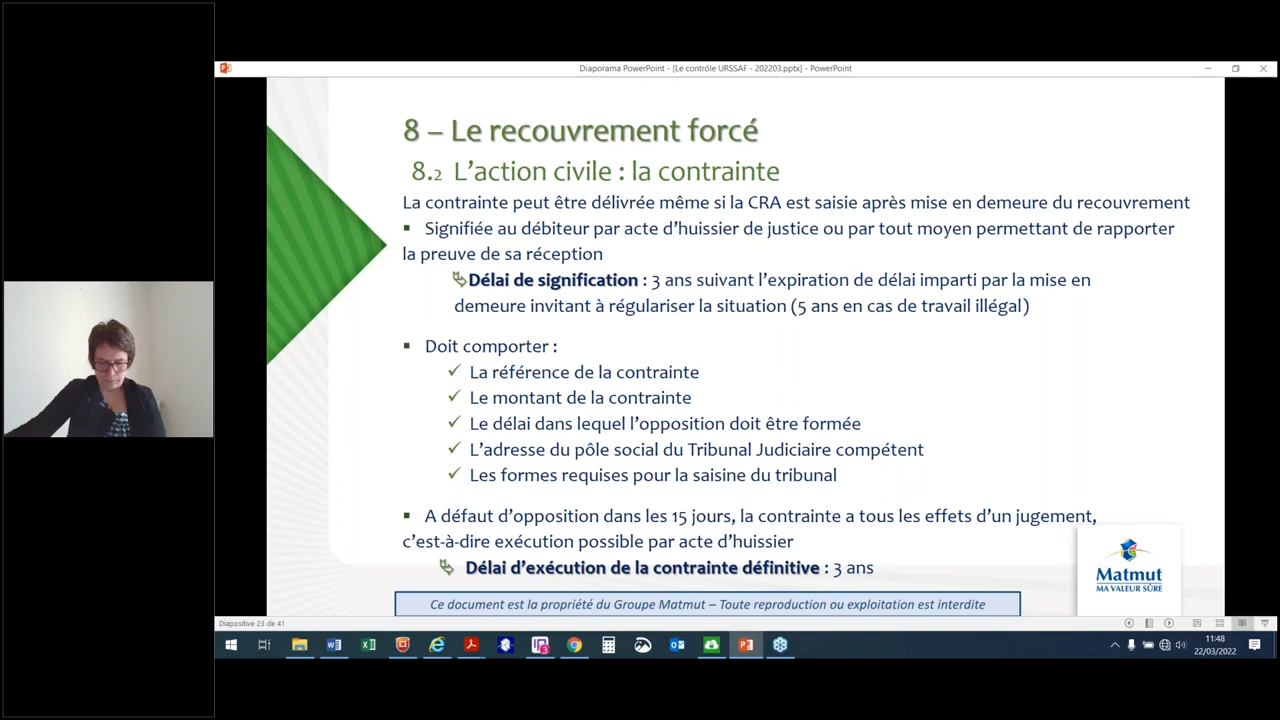 Diaporama PowerPoint - [Le contrôle URSSAF - 202203.pptx] - PowerPoint
8 – Le recouvrement forcé
8.2 L’action civile : la contrainte
La contrainte peut être délivrée même si la CRA est saisie après mise en demeure du recouvrement
▪ Signifiée au débiteur par acte d’huissier de justice ou par tout moyen permettant de rapporter
la preuve de sa réception
Délai de signification : 3 ans suivant l’expiration de délai imparti par la mise en
demeure invitant à régulariser la situation (5 ans en cas de travail illégal)
▪ Doit comporter :
✓ La référence de la contrainte
✓ Le montant de la contrainte
✓ Le délai dans lequel l’opposition doit être formée
✓ L’adresse du pôle social du Tribunal Judiciaire compétent
✓ Les formes requises pour la saisine du tribunal
▪ A défaut d’opposition dans les 15 jours, la contrainte a tous les effets d’un jugement,
c’est-à-dire exécution possible par acte d’huissier
Délai d’exécution de la contrainte définitive : 3 ans
Matmut
MA VALEUR SÛRE
Ce document est la propriété du Groupe Matmut – Toute reproduction ou exploitation est interdite
Diapositive 23 de 41
11:48
22/03/2022